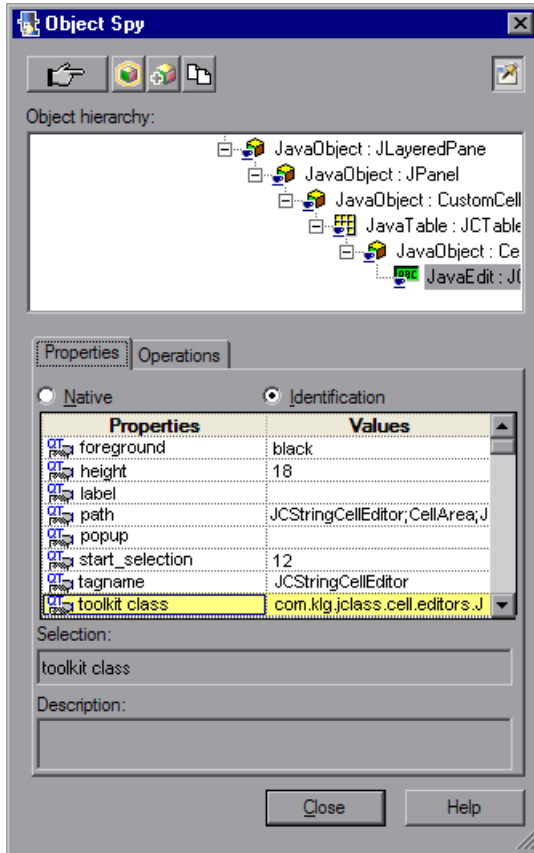 Object Spy
Object hierarchy:
JavaObject : JLayeredPane
JavaObject : JPanel
JavaObject : CustomCell
JavaTable : JCTable
JavaObject : Ce
JavaEdit : JC
Properties Operations
Native Identification
Properties Values
foreground black
height 18
label
path JCStringCellEditor;CellArea;J
popup
start_selection 12
tagname JCStringCellEditor
toolkit class com.klg.jclass.cell.editors.J
Selection:
toolkit class
Description:
Close Help